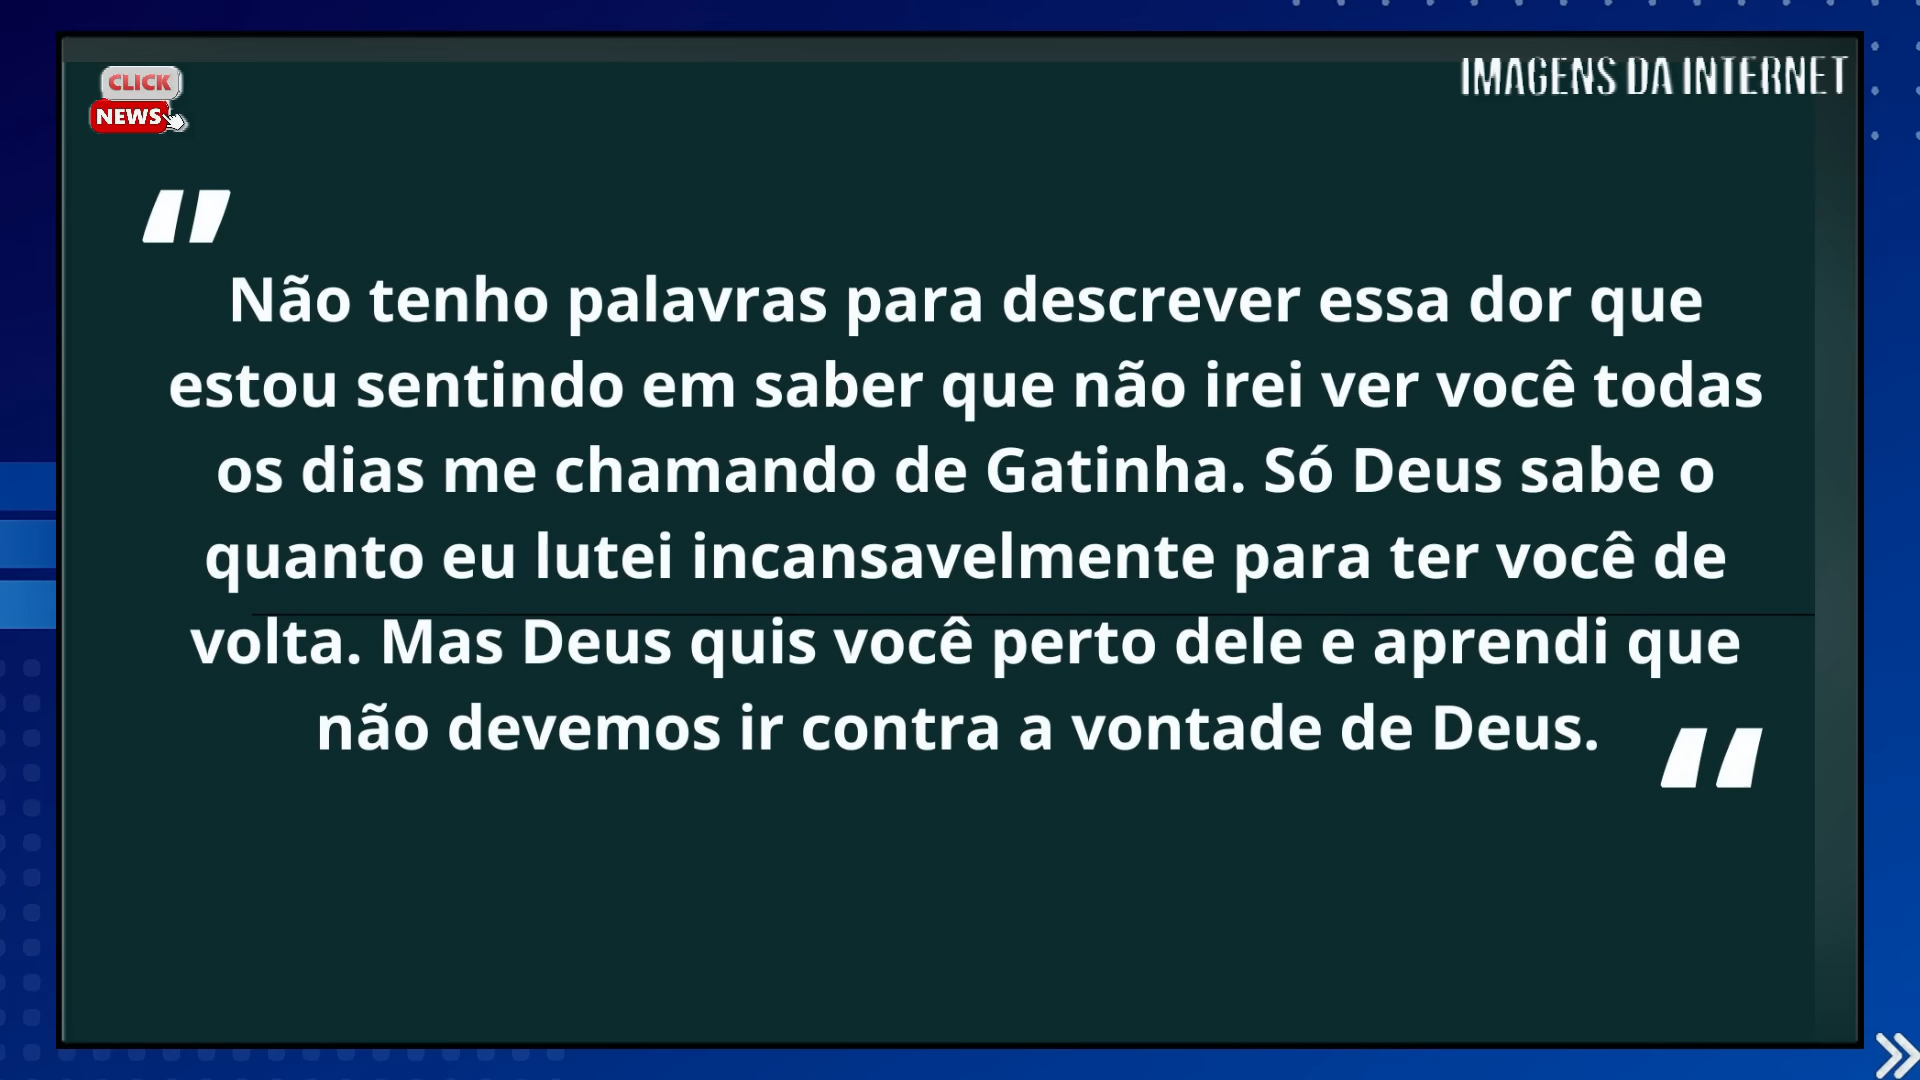 IMAGENS DA INTERNET
CLICK
NEWS
"
Não tenho palavras para descrever essa dor que
estou sentindo em saber que não irei ver você todas
os dias me chamando de Gatinha. Só Deus sabe o
quanto eu lutei incansavelmente para ter você de
volta. Mas Deus quis você perto dele e aprendi que
não devemos ir contra a vontade de Deus.
"